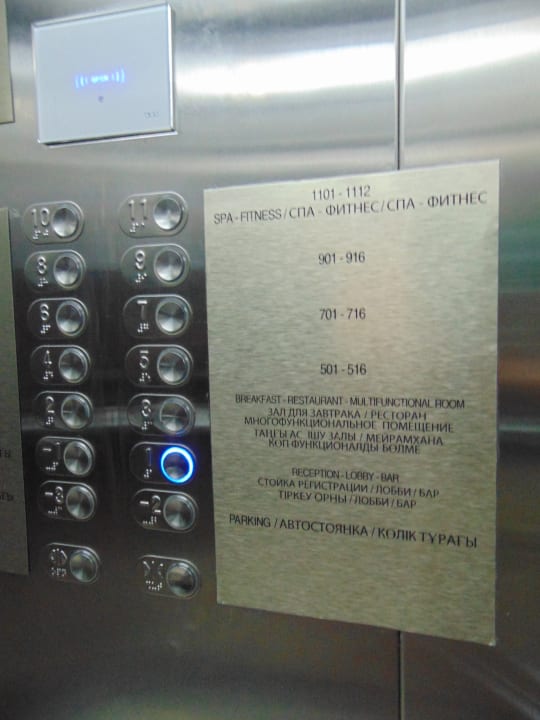 10 11
8 9
6 7
4 5
2 3
-1 1
-3 -2
1101 - 1112
SPA - FITNESS / СПА - ФИТНЕС / СПА - ФИТНЕС
901 - 916
701 - 716
501 - 516
BREAKFAST - RESTAURANT - MULTIFUNCTIONAL ROOM
ЗАЛ ДЛЯ ЗАВТРАКА / РЕСТОРАН
МНОГОФУНКЦИОНАЛЬНОЕ ПОМЕЩЕНИЕ
ТАҢҒЫ АС ІШУ ЗАЛЫ / МЕЙРАМХАНА
КӨП ФУНКЦИОНАЛДЫ БӨЛМЕ
RECEPTION - LOBBY - BAR
СТОЙКА РЕГИСТРАЦИИ / ЛОББИ / БАР
ТІРКЕУ ОРНЫ / ЛОББИ / БАР
PARKING / АВТОСТОЯНКА / КӨЛІК ТҰРАҒЫ